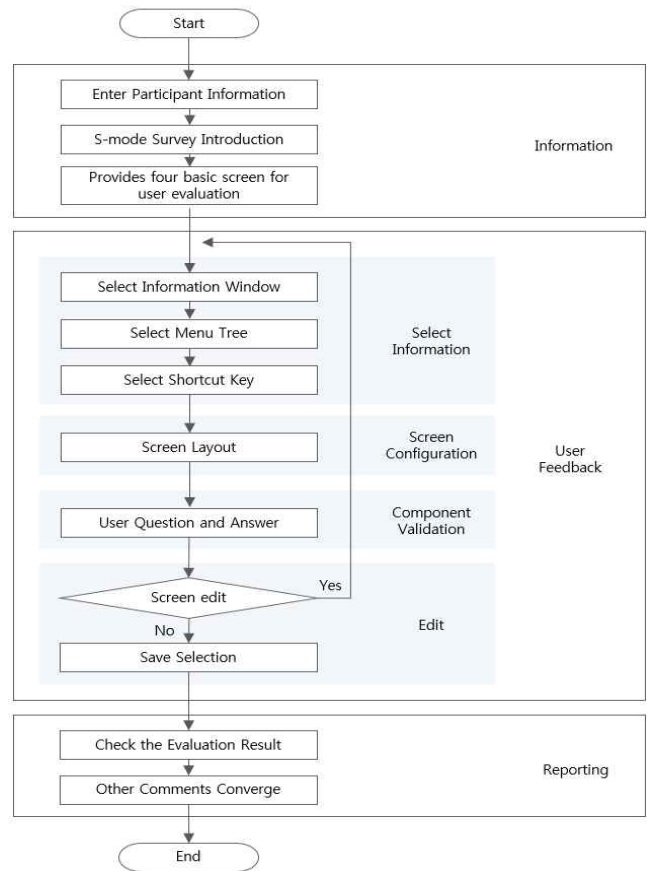 Start
Enter Participant Information
S-mode Survey Introduction
Provides four basic screen for
user evaluation
Information
Select Information Window
Select Menu Tree
Select Shortcut Key
Select
Information
Screen Layout
Screen
Configuration
User Question and Answer
Component
Validation
User
Feedback
Screen edit
Yes
No
Save Selection
Edit
Check the Evaluation Result
Other Comments Converge
Reporting
End